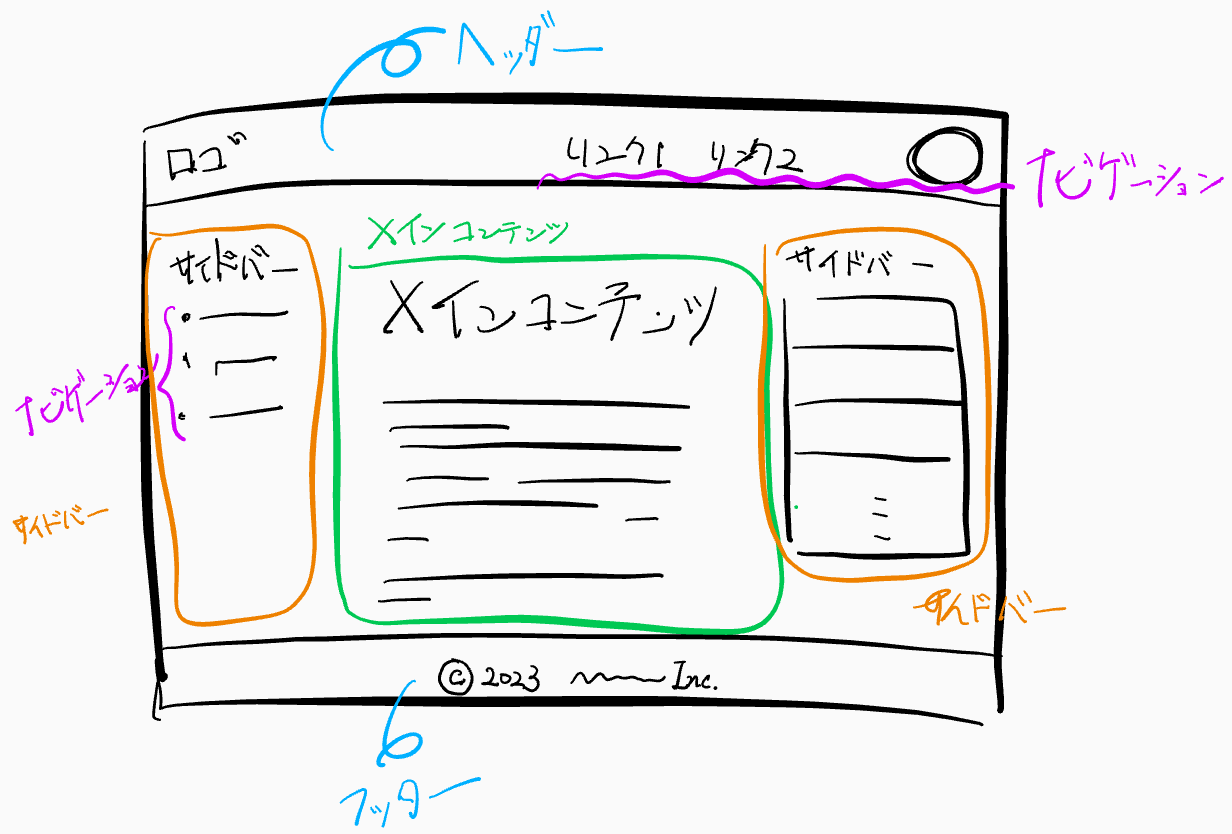 ヘッダー
ロゴ
リンク1 リンク2
ナビゲーション
メインコンテンツ
サイドバー
メインコンテンツ
サイドバー
ナビゲーション
サイドバー
サイドバー
© 2023 Inc.
フッター